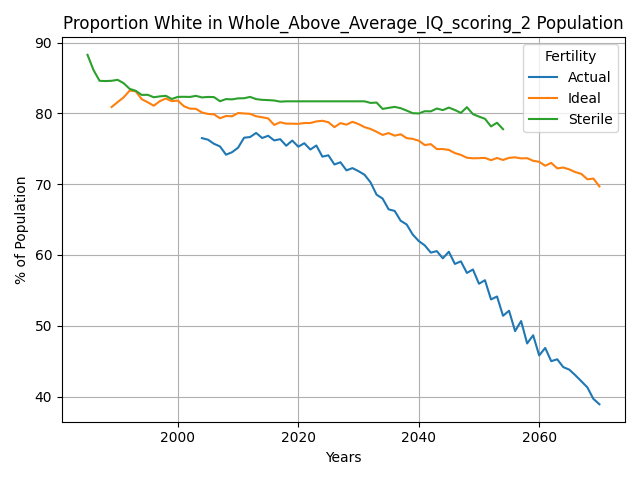 Proportion White in Whole_Above_Average_IQ_scoring_2 Population
Fertility
Actual
Ideal
Sterile
% of Population
90
80
70
60
50
40
2000
2020
2040
2060
Years